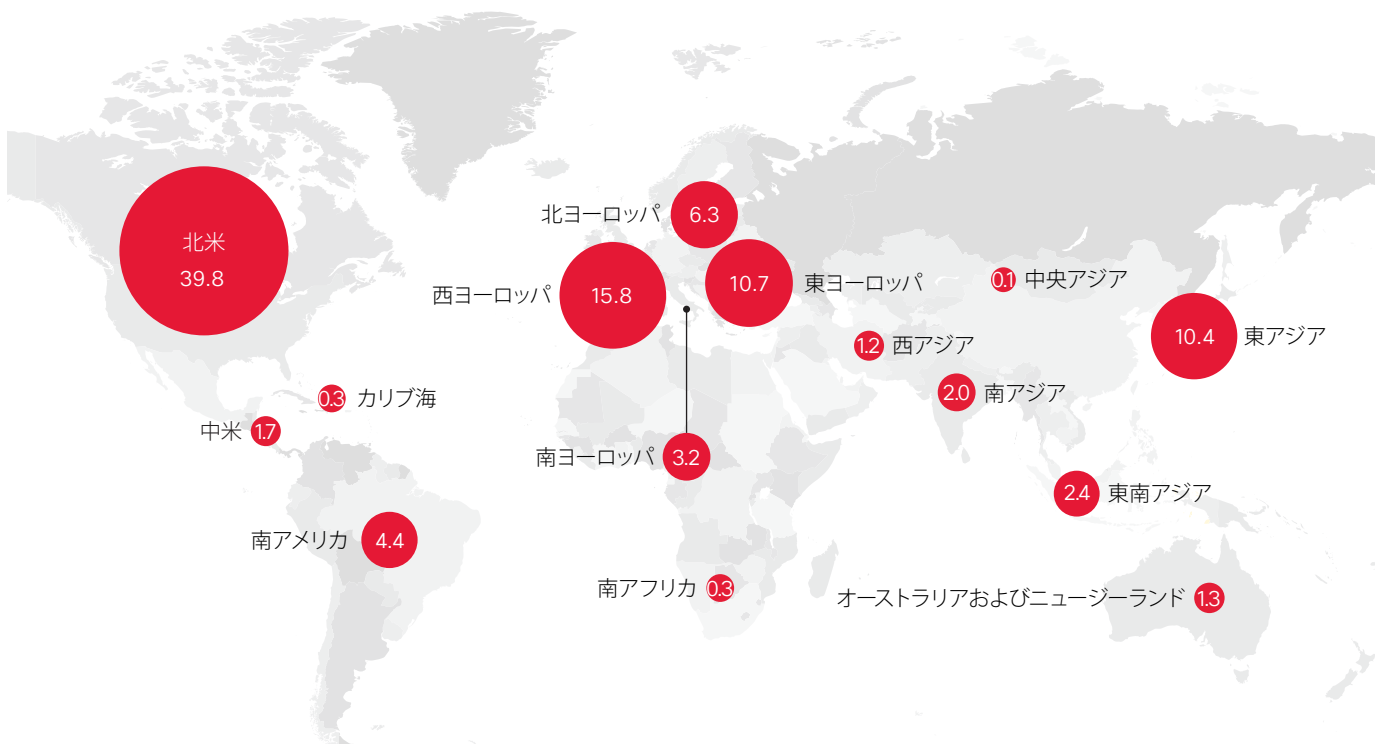 北米
39.8
北ヨーロッパ 6.3
西ヨーロッパ 15.8
10.7 東ヨーロッパ
0.1 中央アジア
10.4 東アジア
1.2 西アジア
2.0 南アジア
0.3 カリブ海
中米 1.7
南ヨーロッパ 3.2
2.4 東南アジア
南アメリカ 4.4
南アフリカ 0.3
オーストラリアおよびニュージーランド 1.3